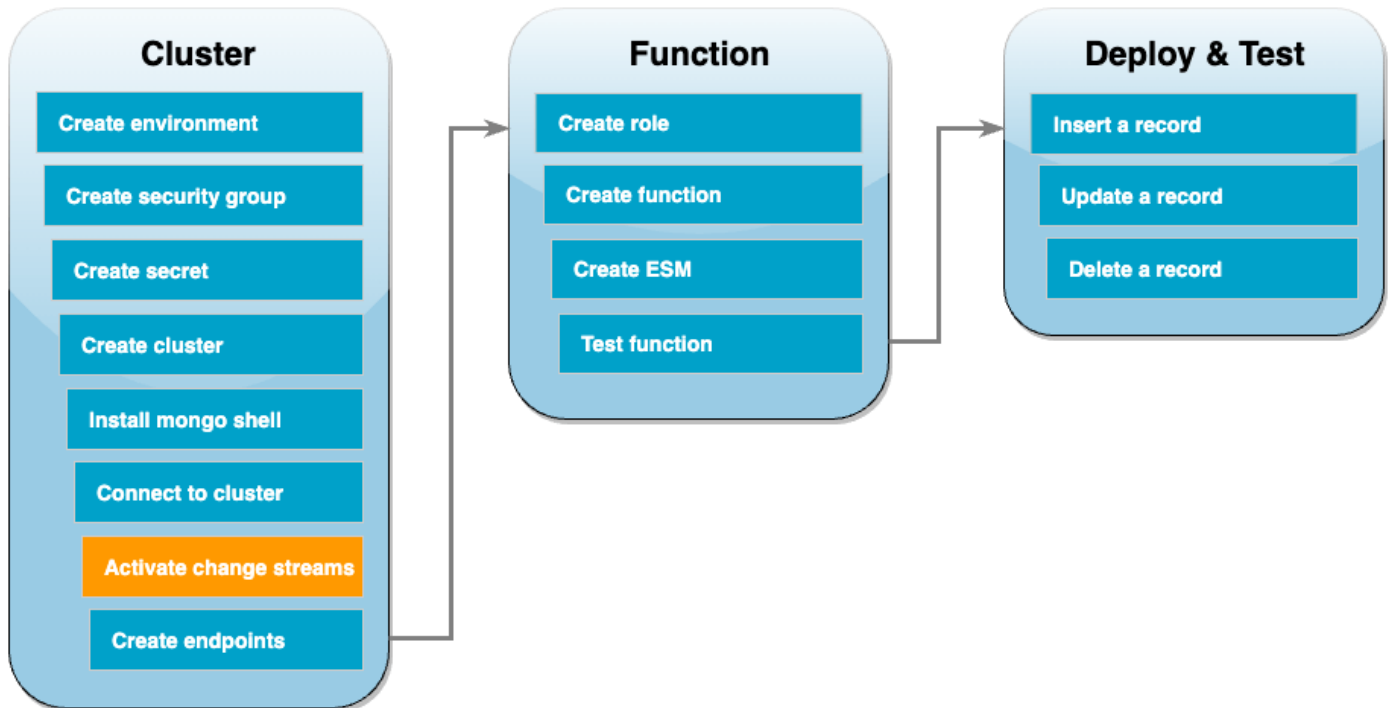 Cluster
Create environment
Create security group
Create secret
Create cluster
Install mongo shell
Connect to cluster
Activate change streams
Create endpoints
Function
Create role
Create function
Create ESM
Test function
Deploy & Test
Insert a record
Update a record
Delete a record